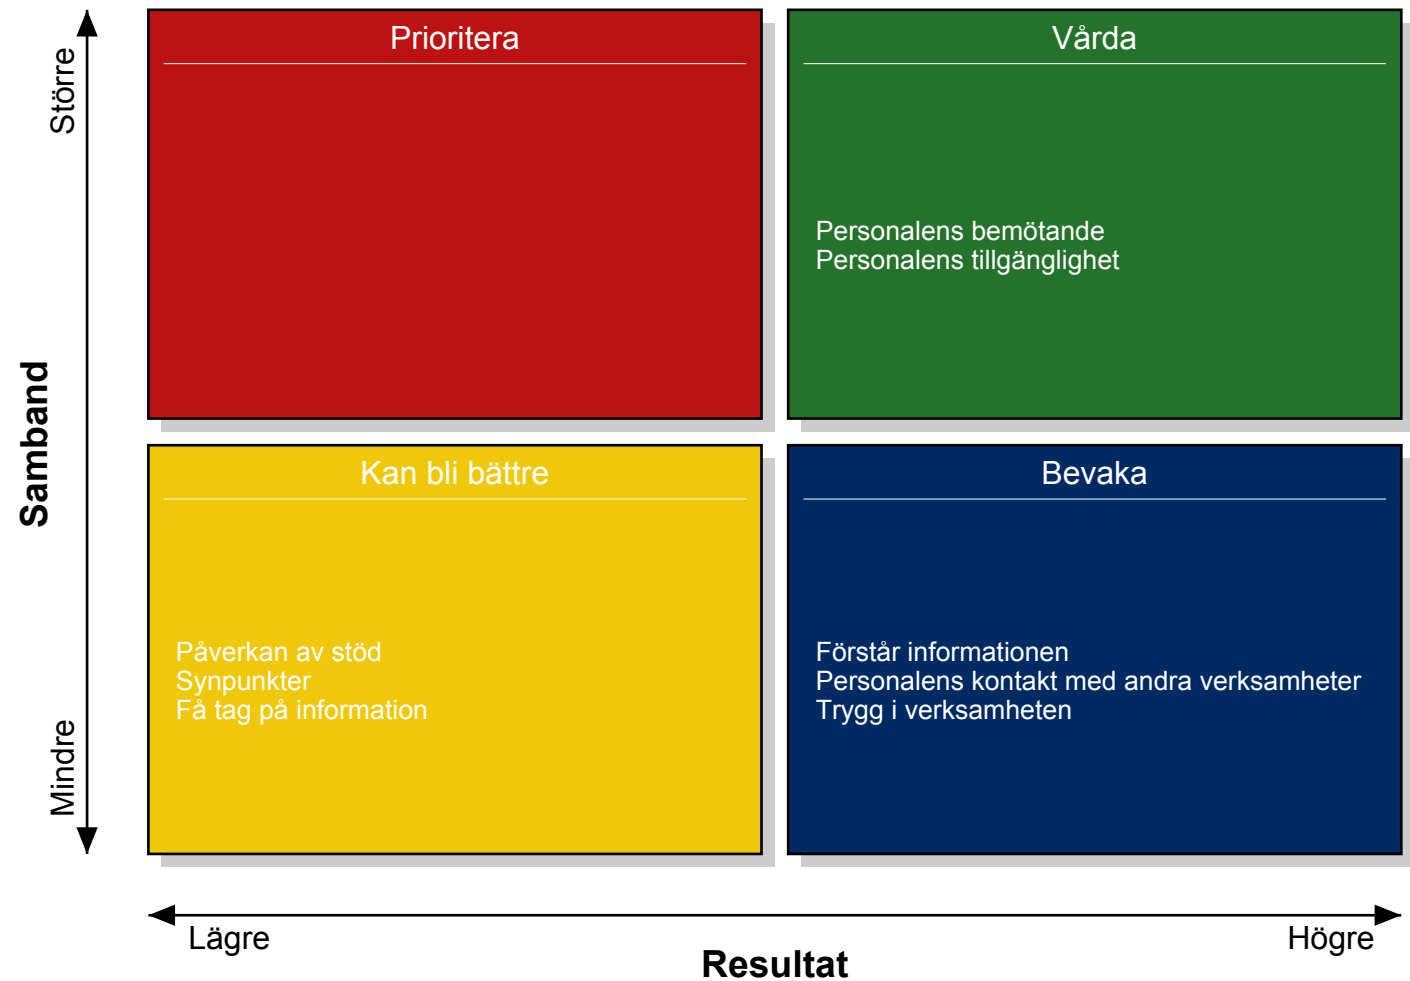 Prioritera
Vårda
Större
Personalens bemötande
Personalens tillgänglighet
Samband
Kan bli bättre
Bevaka
Påverkan av stöd
Synpunkter
Få tag på information
Förstår informationen
Personalens kontakt med andra verksamheter
Trygg i verksamheten
Mindre
Lägre
Högre
Resultat